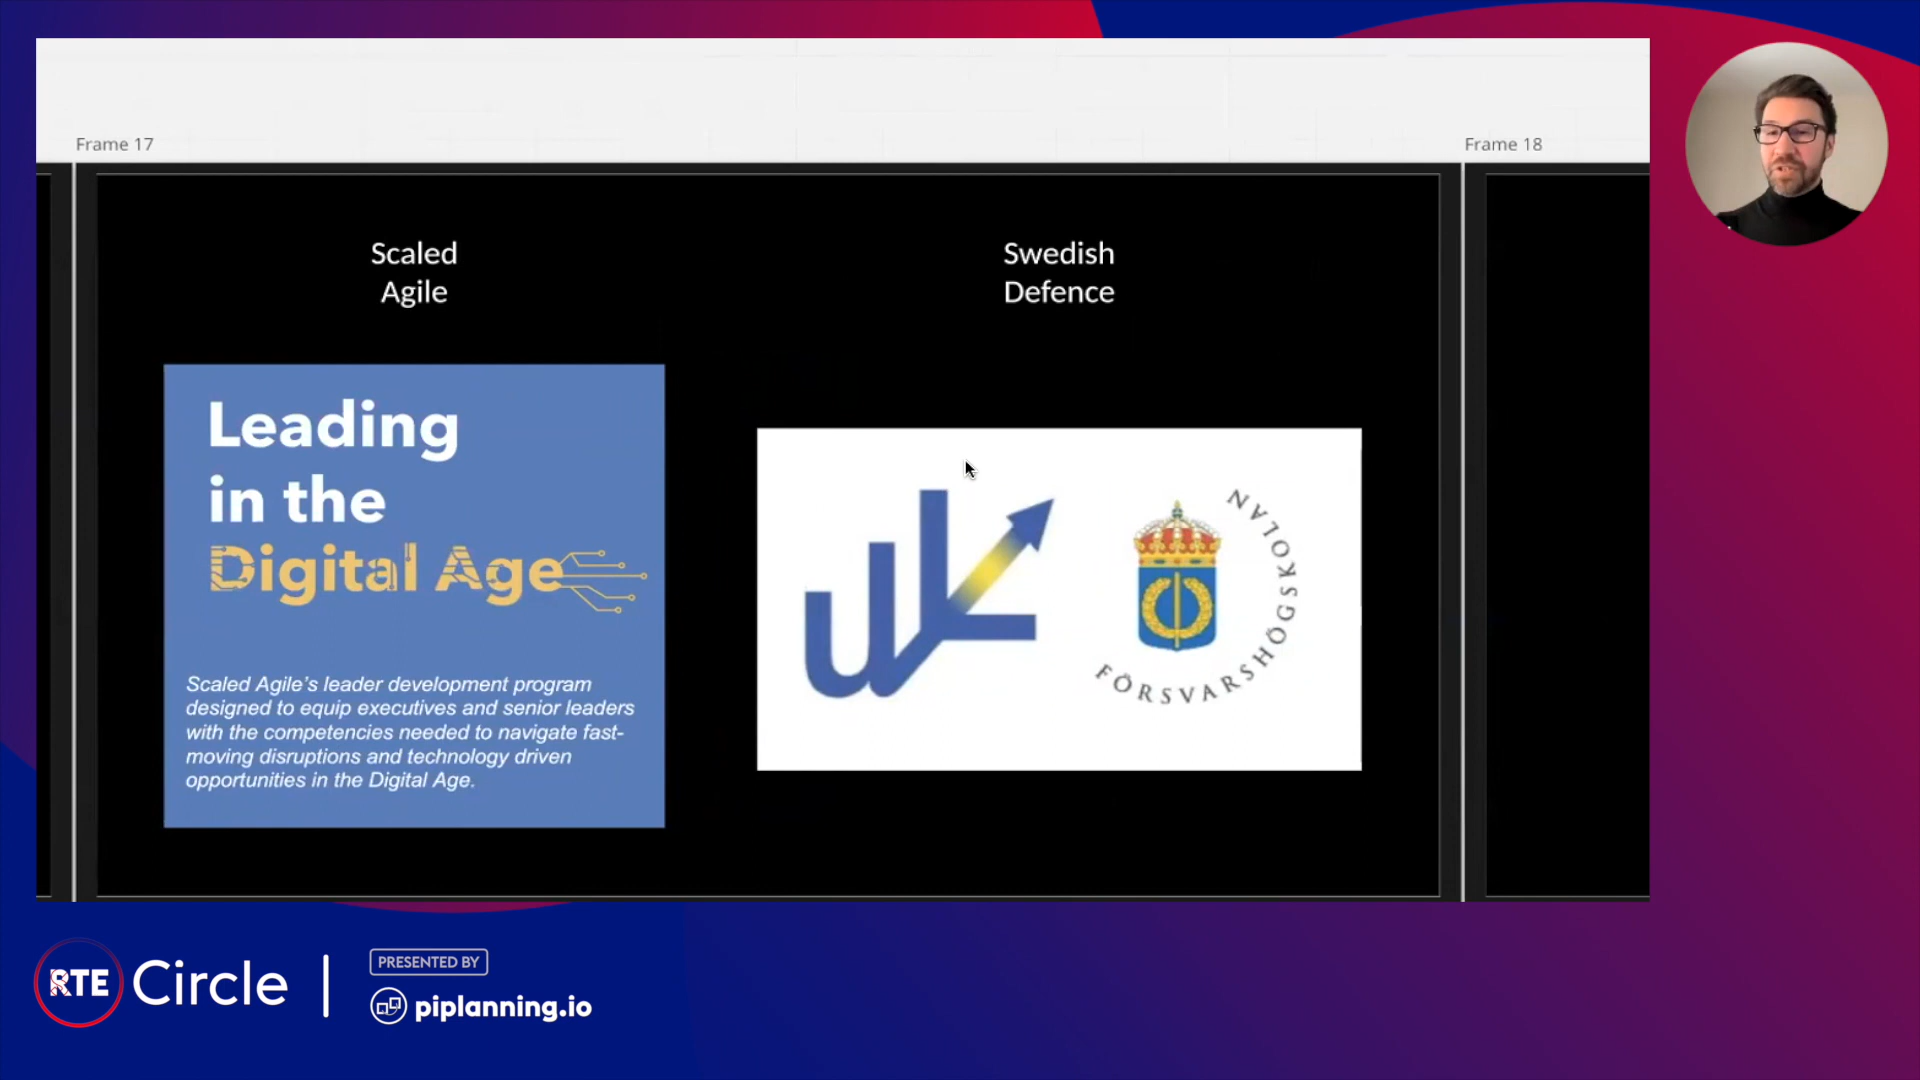 Frame 17
Frame 18
Scaled
Agile
Swedish
Defence
Leading
in the
Digital Age
Scaled Agile’s leader development program
designed to equip executives and senior leaders
with the competencies needed to navigate fast-
moving disruptions and technology driven
opportunities in the Digital Age.
FÖRSVARSHÖGSKOLAN
RTE Circle
PRESENTED BY
piplanning.io